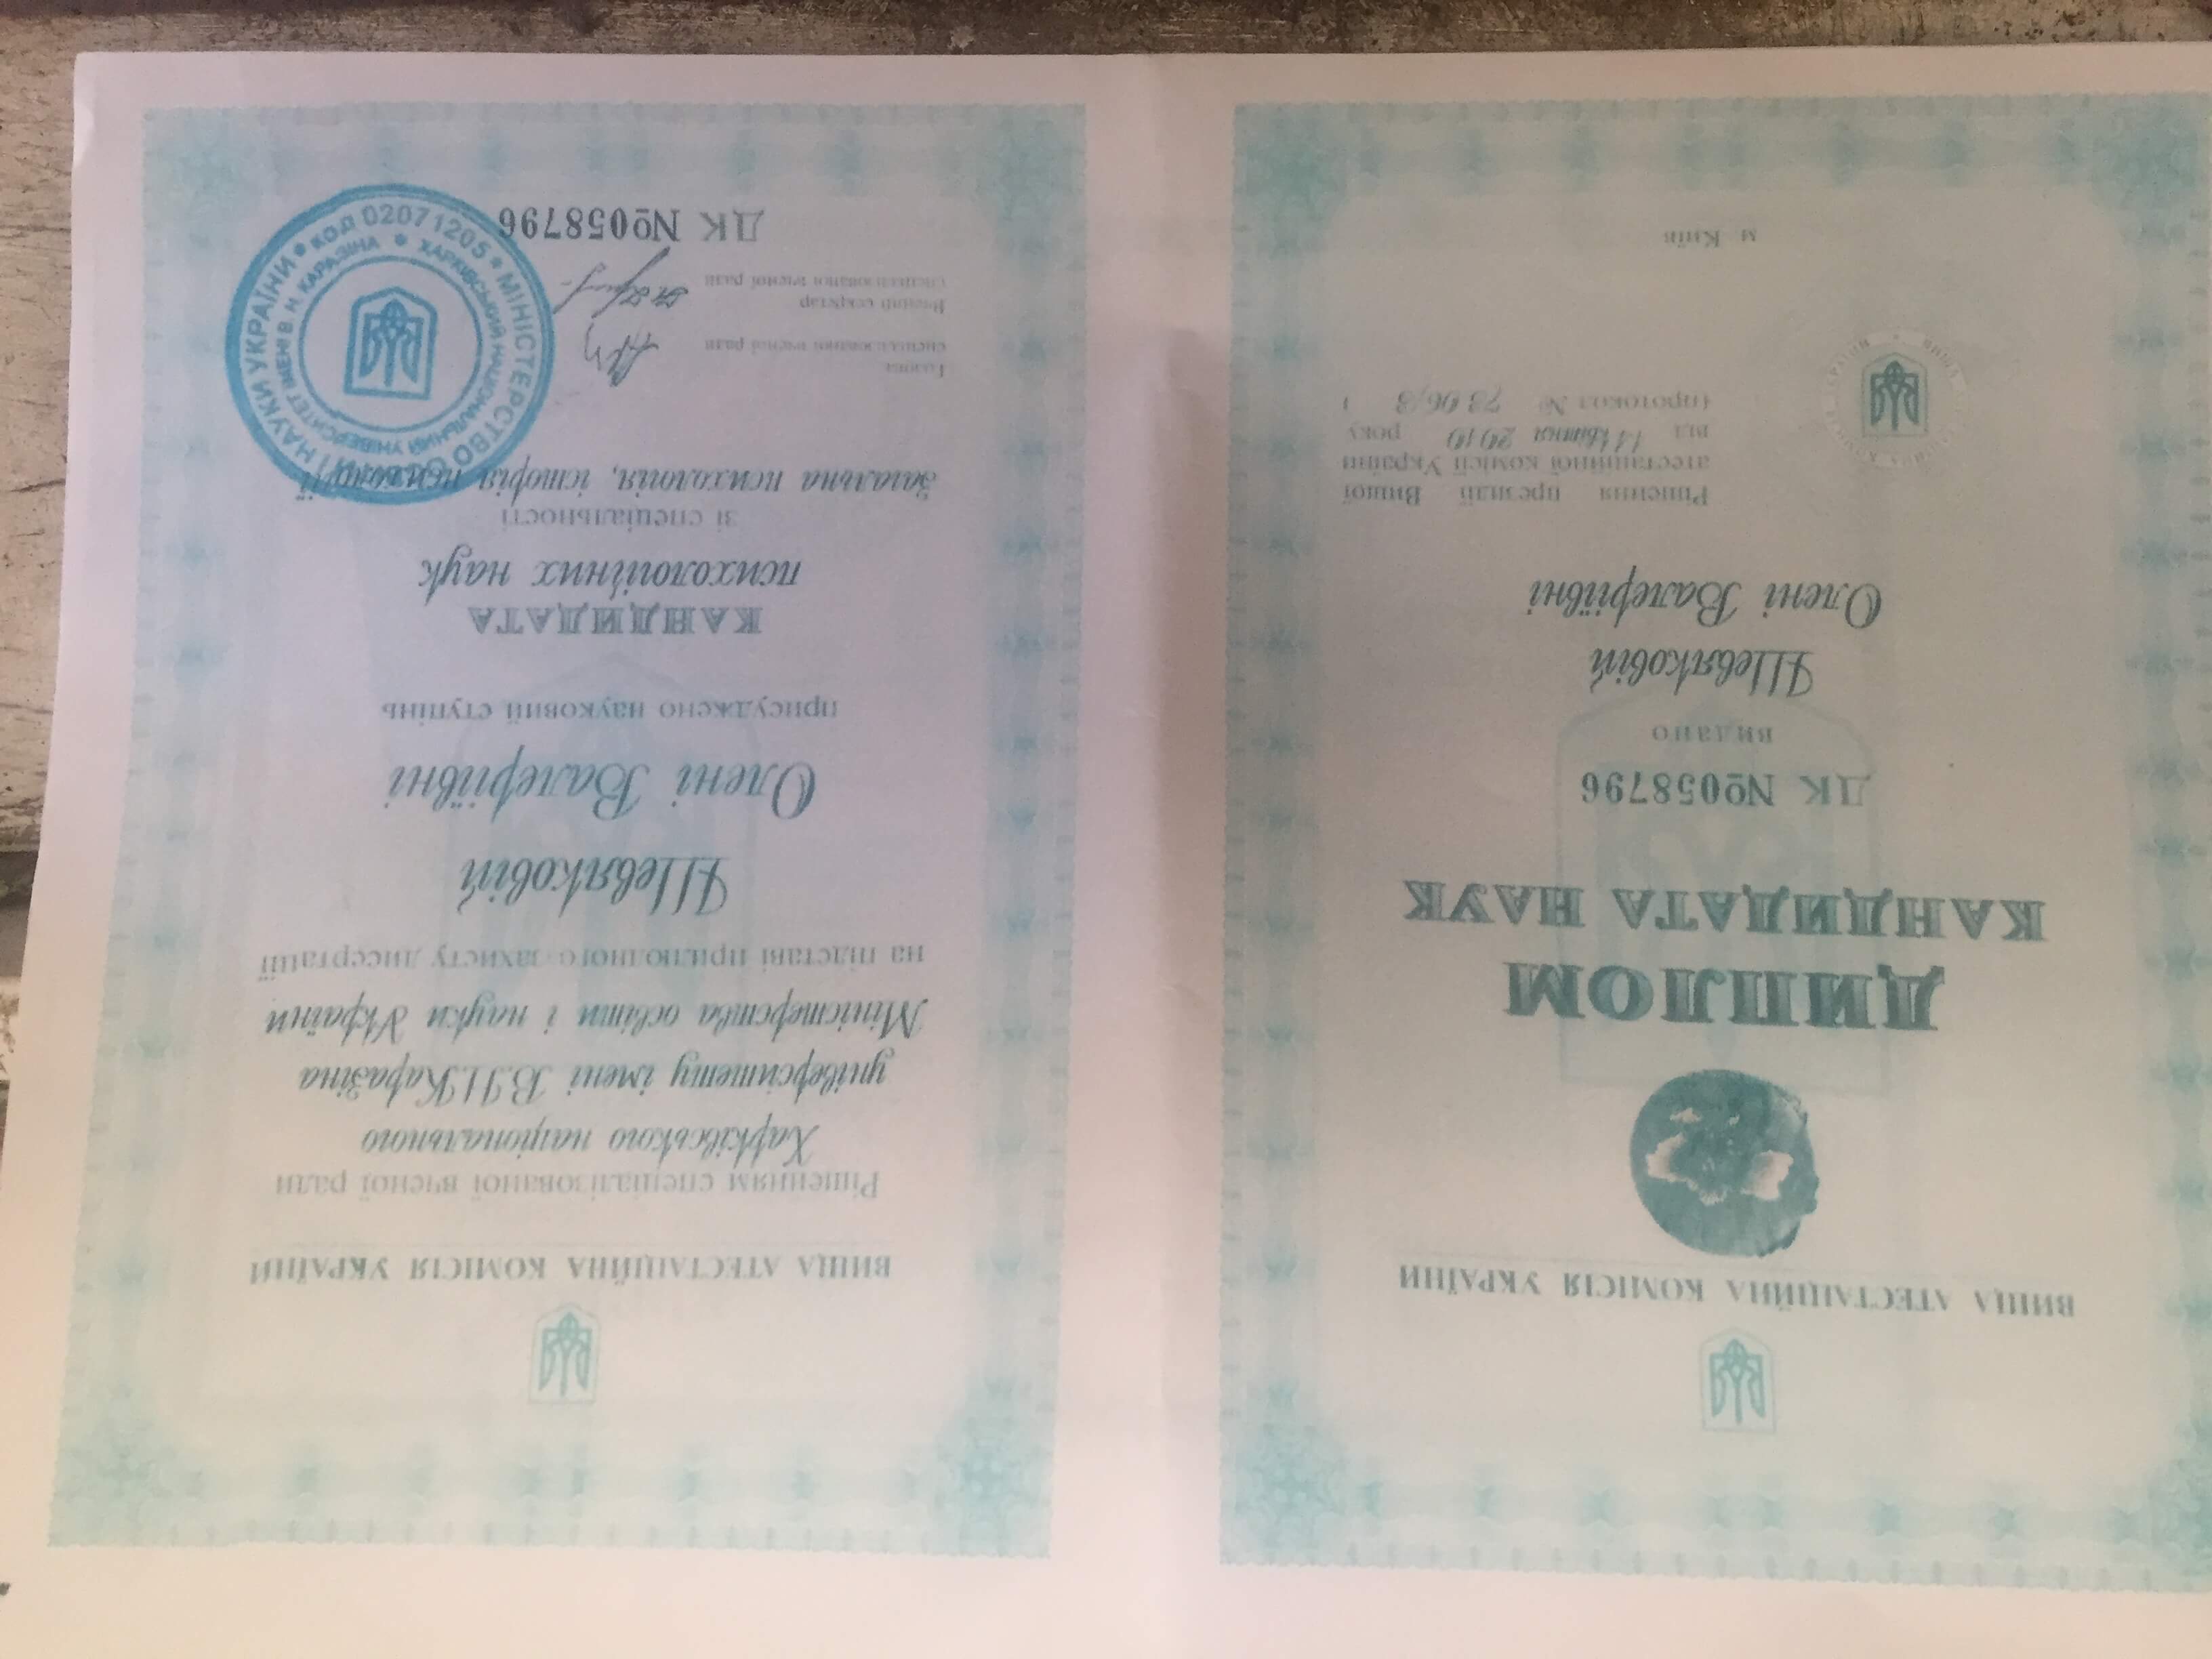 ВИЩА АТЕСТАЦІЙНА КОМІСІЯ УКРАЇНИ
ДИПЛОМ
КАНДИДАТА НАУК
ДК №058796
видано
Шевяковій
Олені Валеріївні
Рішення президії Вищої
атестаційної комісії України
від 14 квітня 2010 року
(протокол № 73 06/3 )
м Київ
ВИЩА АТЕСТАЦІЙНА КОМІСІЯ УКРАЇНИ
Рішенням спеціалізованої вченої ради
Харківського національного
університету імені В.Н.Каразіна
Міністерства освіти і науки України
на підставі прилюдного захисту дисертації
Шевяковій
Олені Валеріївні
присуджено науковий ступінь
КАНДИДАТА
психологічних наук
зі спеціальності
загальна психологія, історія психології
Голова
спеціалізованої вченої ради
Вчений секретар
спеціалізованої вченої ради
ДК №058796
МІНІСТЕРСТВО ОСВІТИ І НАУКИ УКРАЇНИ * КОД 02071205 *
ХАРКІВСЬКИЙ НАЦІОНАЛЬНИЙ УНІВЕРСИТЕТ ІМЕНІ В. Н. КАРАЗІНА *